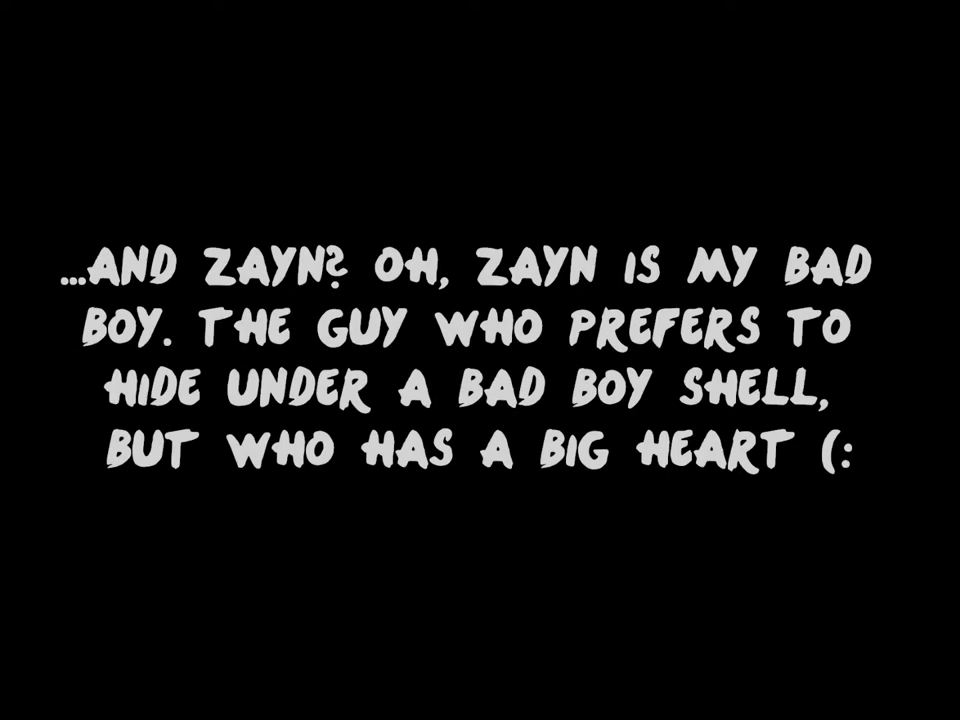 ...AND ZAYN? OH, ZAYN IS MY BAD
BOY. THE GUY WHO PREFERS TO
HIDE UNDER A BAD BOY SHELL,
BUT WHO HAS A BIG HEART (: